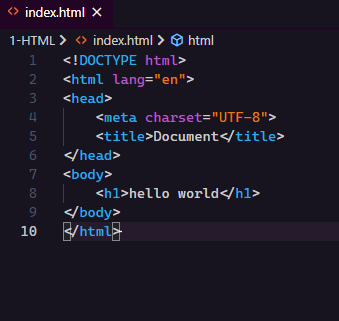 index.html
1-HTML > index.html > html
1 <!DOCTYPE html>
2 <html lang="en">
3 <head>
4     <meta charset="UTF-8">
5     <title>Document</title>
6 </head>
7 <body>
8     <h1>hello world</h1>
9 </body>
10 </html>